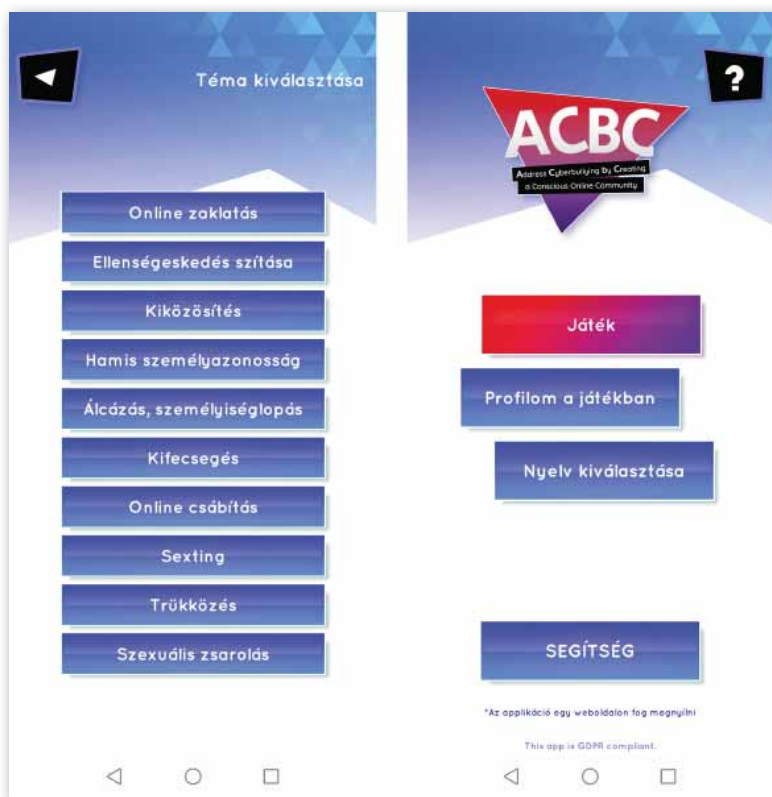 Téma kiválasztása
Online zaklatás
Ellenségeskedés szítása
Kiközösítés
Hamis személyazonosság
Álcázás, személyiséglopás
Kifecsegés
Online csábítás
Sexting
Trükközés
Szexuális zsarolás
?
ACBC
Address Cyberbullying by Creating
a Conscious Online Community
Játék
Profilom a játékban
Nyelv kiválasztása
SEGÍTSÉG
*Az applikáció egy weboldalon fog megnyílni
This app is GDPR compliant.